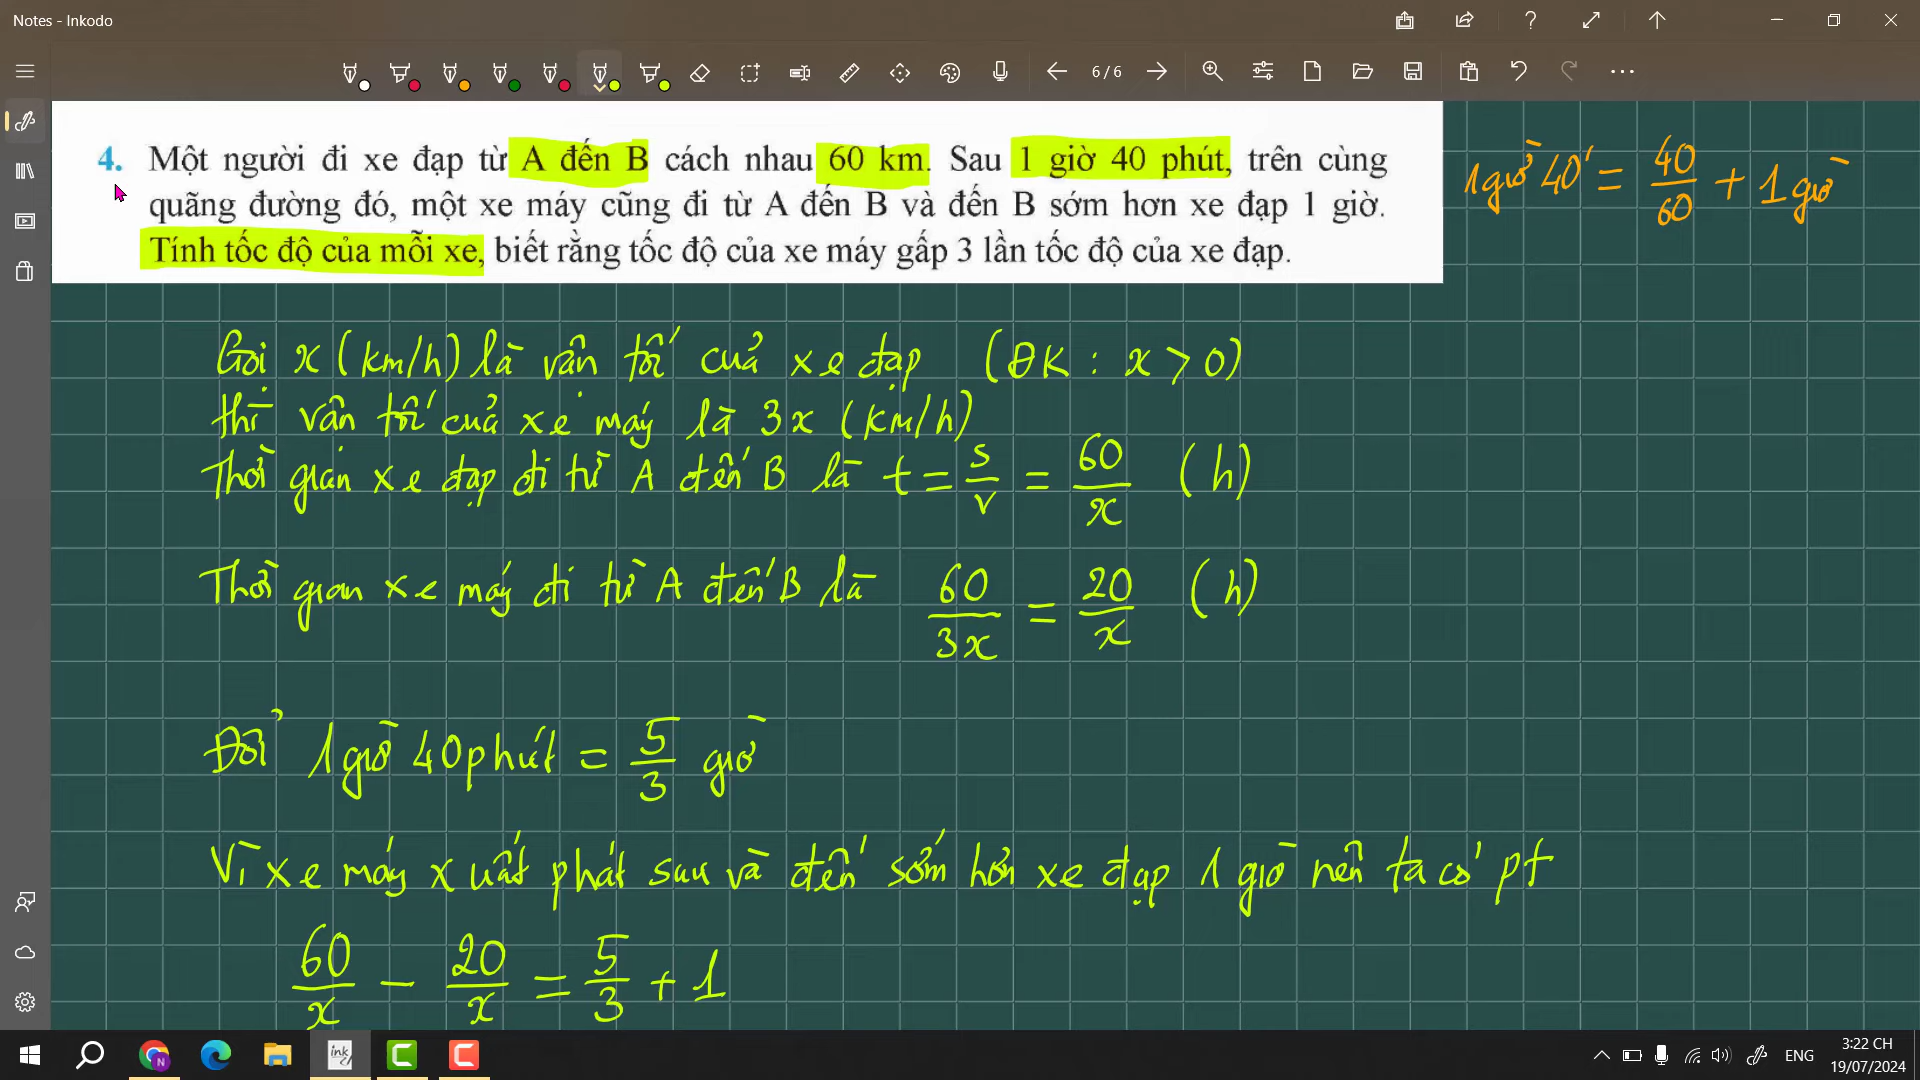 Notes - Inkodo
6 / 6
4. Một người đi xe đạp từ A đến B cách nhau 60 km. Sau 1 giờ 40 phút, trên cùng
quãng đường đó, một xe máy cũng đi từ A đến B và đến B sớm hơn xe đạp 1 giờ.
Tính tốc độ của mỗi xe, biết rằng tốc độ của xe máy gấp 3 lần tốc độ của xe đạp.
1 giờ 40' = 40/60 + 1 giờ
Gọi x (km/h) là vận tốc của xe đạp (ĐK : x > 0)
thì vận tốc của xe máy là 3x (km/h)
Thời gian xe đạp đi từ A đến B là t = s/v = 60/x (h)
Thời gian xe máy đi từ A đến B là 60/3x = 20/x (h)
Đổi 1 giờ 40 phút = 5/3 giờ
Vì xe máy xuất phát sau và đến sớm hơn xe đạp 1 giờ nên ta có pt
60/x - 20/x = 5/3 + 1
ink
N
C
C
ENG
3:22 CH
19/07/2024